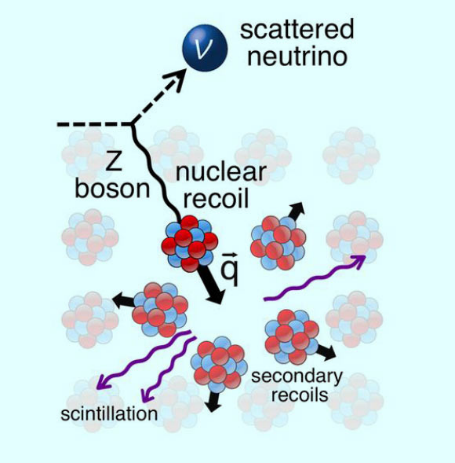 scattered
neutrino
ν
Z
boson
nuclear
recoil
q⃗
secondary
recoils
scintillation